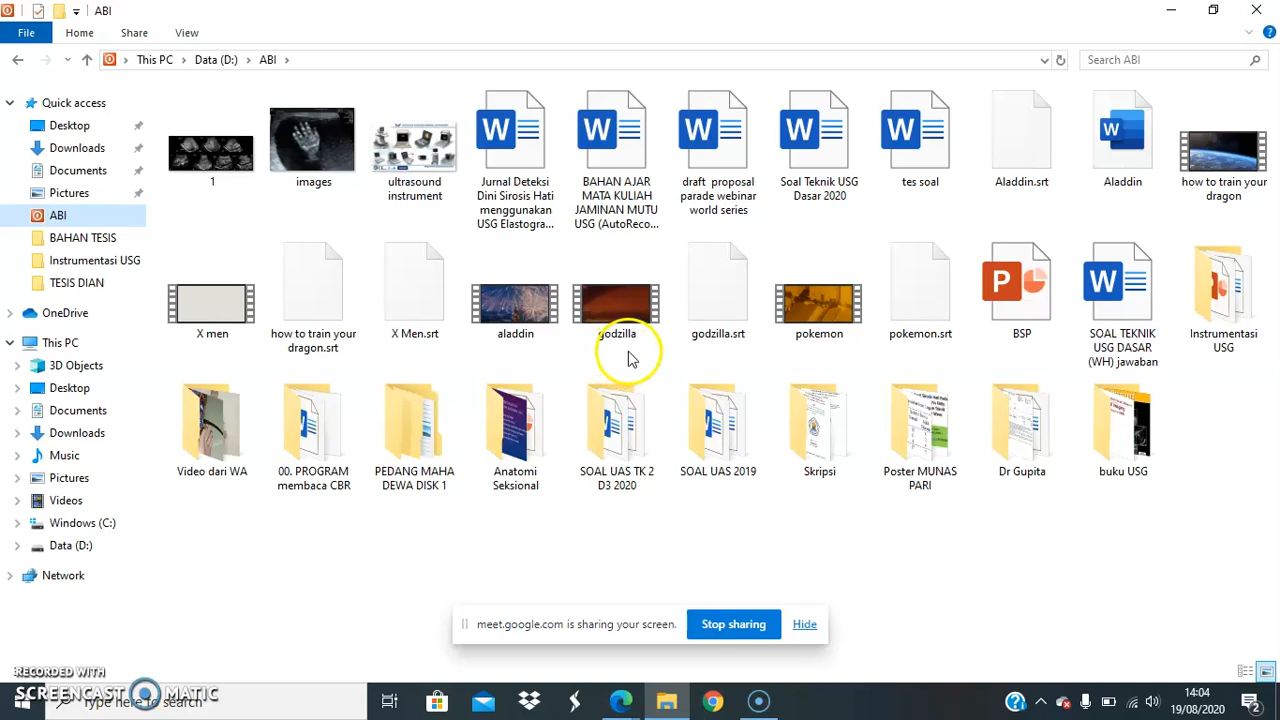 ABI
File
Home
Share
View
This PC
Data (D:)
ABI
Search ABI
Quick access
Desktop
Downloads
Documents
Pictures
ABI
BAHAN TESIS
Instrumentasi USG
TESIS DIAN
OneDrive
This PC
3D Objects
Desktop
Documents
Downloads
Music
Pictures
Videos
Windows (C:)
Data (D:)
Network
1
images
ultrasound
instrument
Jurnal Deteksi
Dini Sirosis Hati
menggunakan
USG Elastogra...
BAHAN AJAR
MATA KULIAH
JAMINAN MUTU
USG (AutoReco...
draft proposal
parade webinar
world series
Soal Teknik USG
Dasar 2020
tes soal
Aladdin.srt
Aladdin
how to train your
dragon
X men
how to train your
dragon.srt
X Men.srt
aladdin
godzilla
godzilla.srt
pokemon
pokemon.srt
BSP
SOAL TEKNIK
USG DASAR
(WH) jawaban
Instrumentasi
USG
Video dari WA
00. PROGRAM
membaca CBR
PEDANG MAHA
DEWA DISK 1
Anatomi
Seksional
SOAL UAS TK 2
D3 2020
SOAL UAS 2019
Skripsi
Poster MUNAS
PARI
Dr Gupita
buku USG
meet.google.com is sharing your screen.
Stop sharing
Hide
RECORDED WITH
SCREENCAST MATIC
Type here to search
14:04
19/08/2020
2